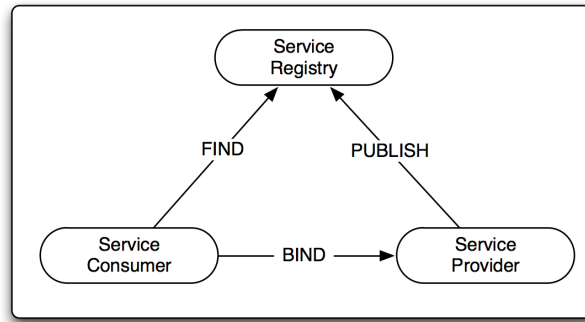 Service
Registry
FIND
PUBLISH
Service
Consumer
BIND
Service
Provider